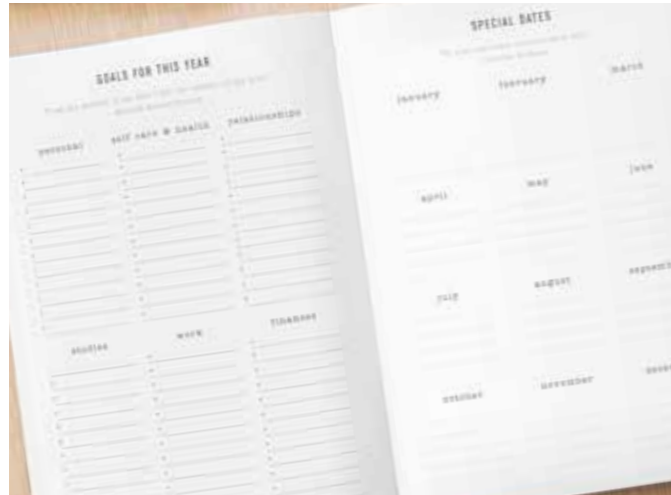 GOALS FOR THIS YEAR
personal self care & health relationships
studies work finances
SPECIAL DATES
january february march
april may june
july august septemb
october november